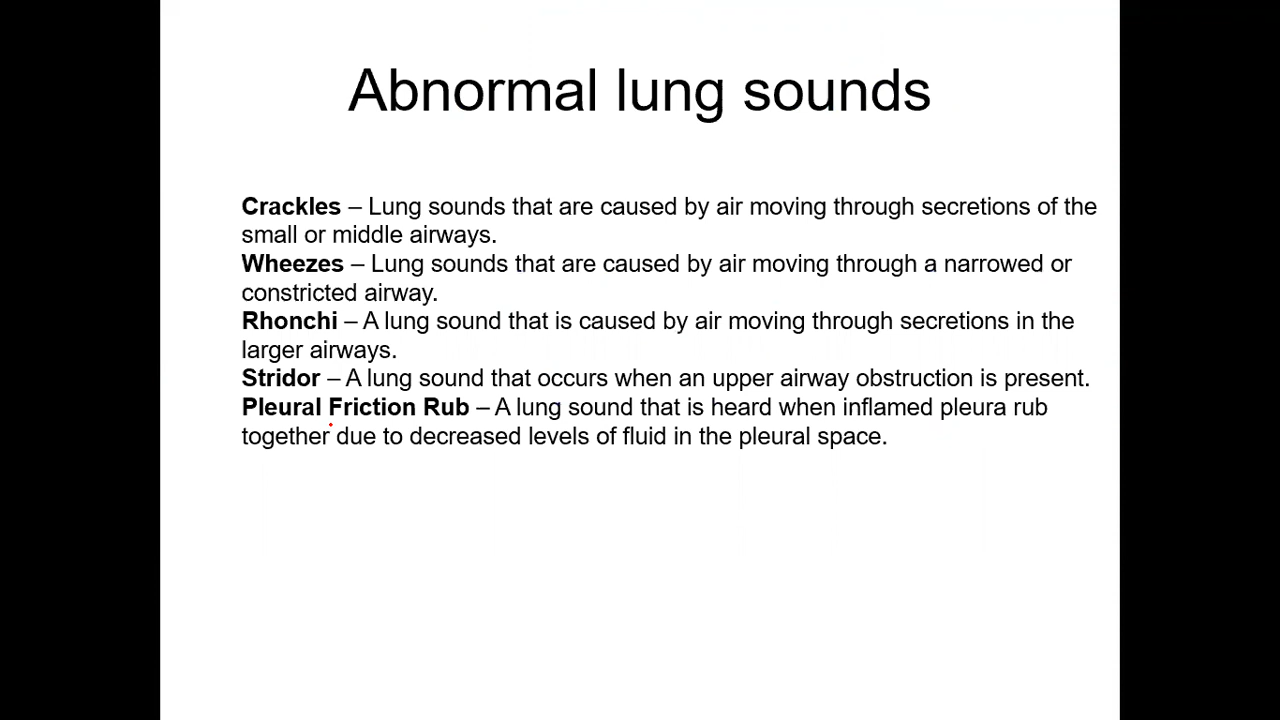 Abnormal lung sounds
Crackles – Lung sounds that are caused by air moving through secretions of the
small or middle airways.
Wheezes – Lung sounds that are caused by air moving through a narrowed or
constricted airway.
Rhonchi – A lung sound that is caused by air moving through secretions in the
larger airways.
Stridor – A lung sound that occurs when an upper airway obstruction is present.
Pleural Friction Rub – A lung sound that is heard when inflamed pleura rub
together due to decreased levels of fluid in the pleural space.